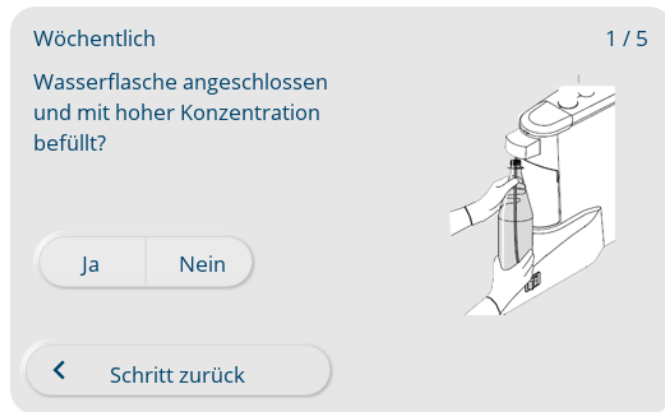 Wöchentlich
1 / 5
Wasserflasche angeschlossen
und mit hoher Konzentration
befüllt?
Ja
Nein
Schritt zurück